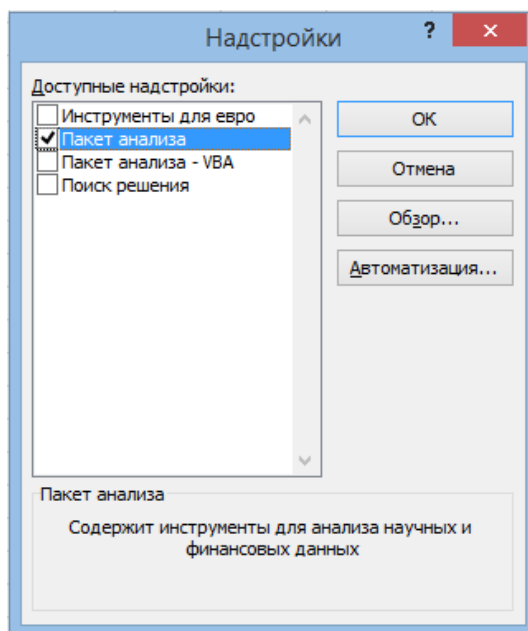 Надстройки
?
Доступные надстройки:
Инструменты для евро
Пакет анализа
Пакет анализа - VBA
Поиск решения
ОК
Отмена
Обзор...
Автоматизация...
Пакет анализа
Содержит инструменты для анализа научных и
финансовых данных